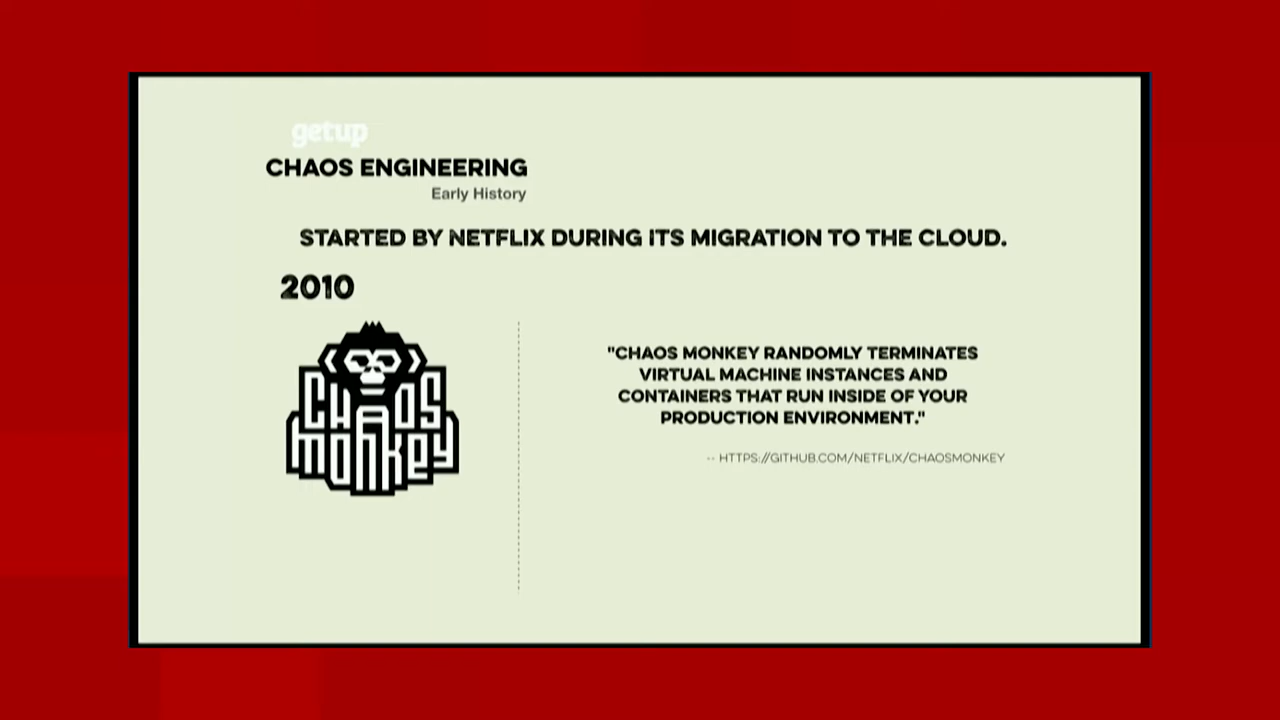 getup
CHAOS ENGINEERING
Early History
STARTED BY NETFLIX DURING ITS MIGRATION TO THE CLOUD.
2010
CHAOS
monkey
"CHAOS MONKEY RANDOMLY TERMINATES
VIRTUAL MACHINE INSTANCES AND
CONTAINERS THAT RUN INSIDE OF YOUR
PRODUCTION ENVIRONMENT."
-- HTTPS://GITHUB.COM/NETFLIX/CHAOSMONKEY